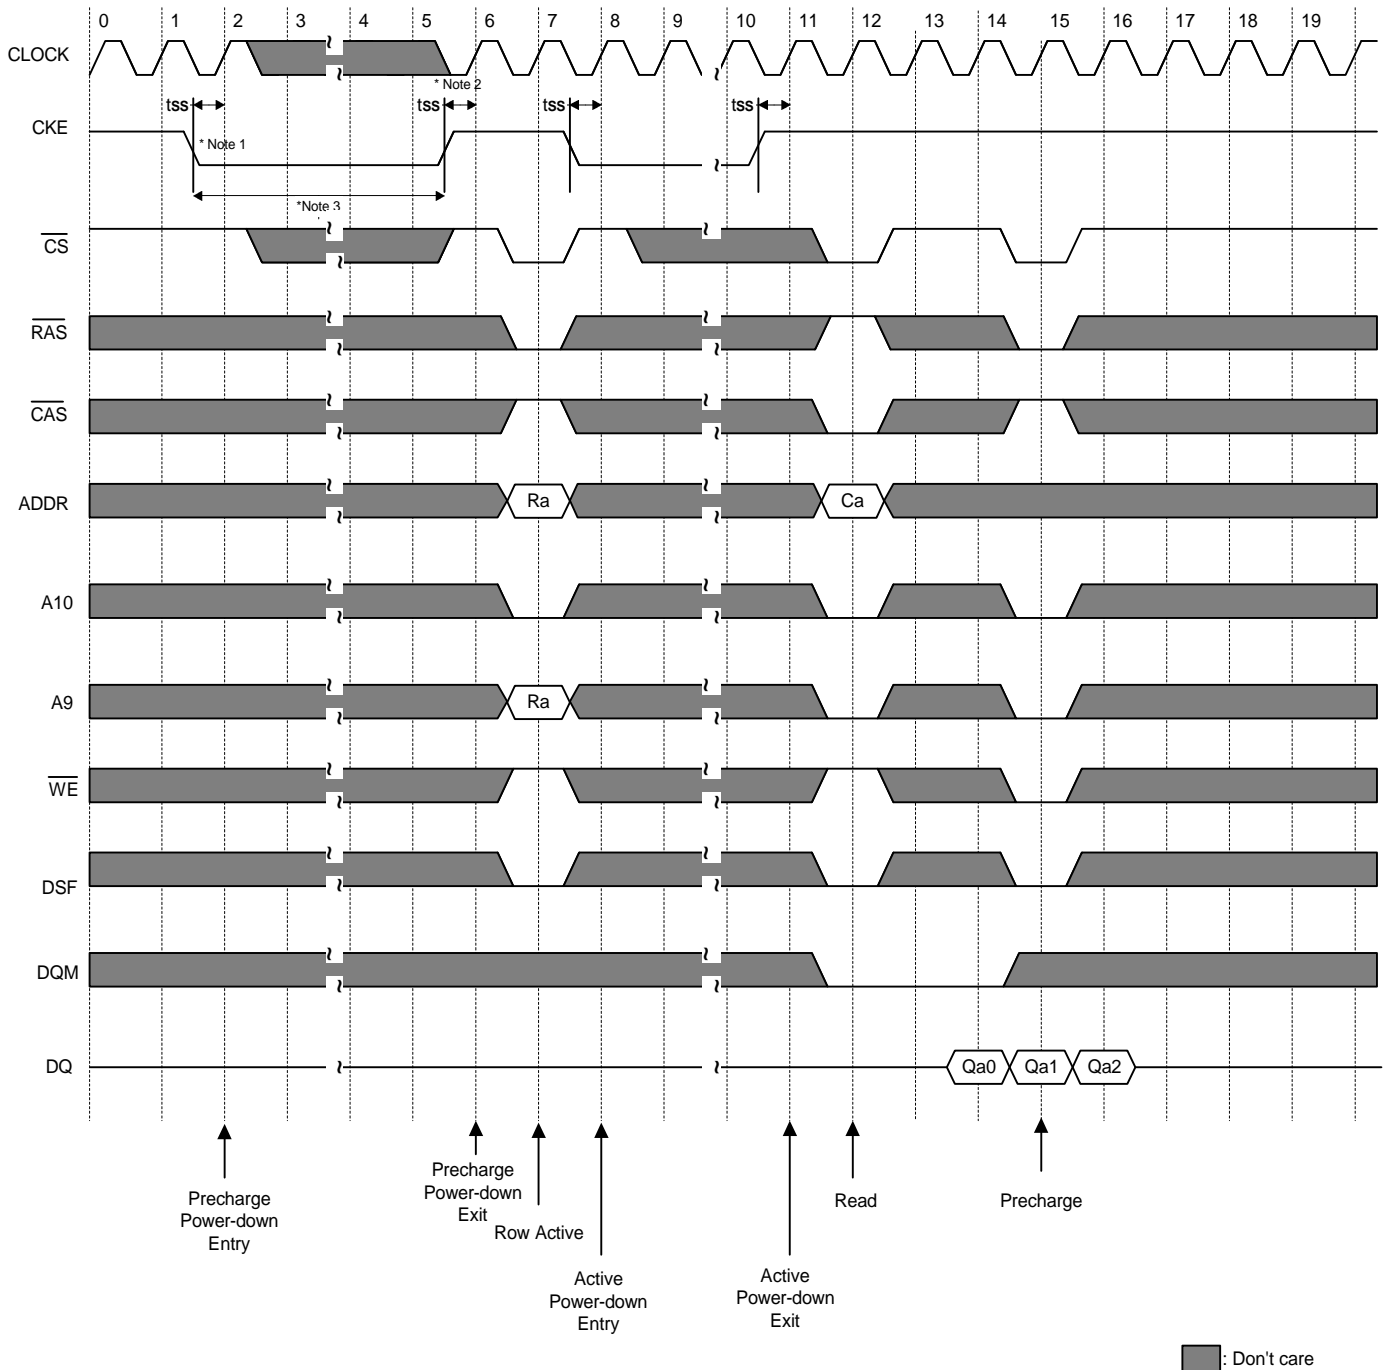 0 1 2 3 4 5 6 7 8 9 10 11 12 13 14 15 16 17 18 19
CLOCK
* Note 2
tss tss tss tss
CKE
* Note 1
*Note 3
CS
RAS
CAS
ADDR Ra Ca
A10
A9 Ra
WE
DSF
DQM
DQ Qa0 Qa1 Qa2
Precharge
Power-down
Entry
Precharge
Power-down
Exit
Row Active
Active
Power-down
Entry
Active
Power-down
Exit
Read
Precharge
: Don't care